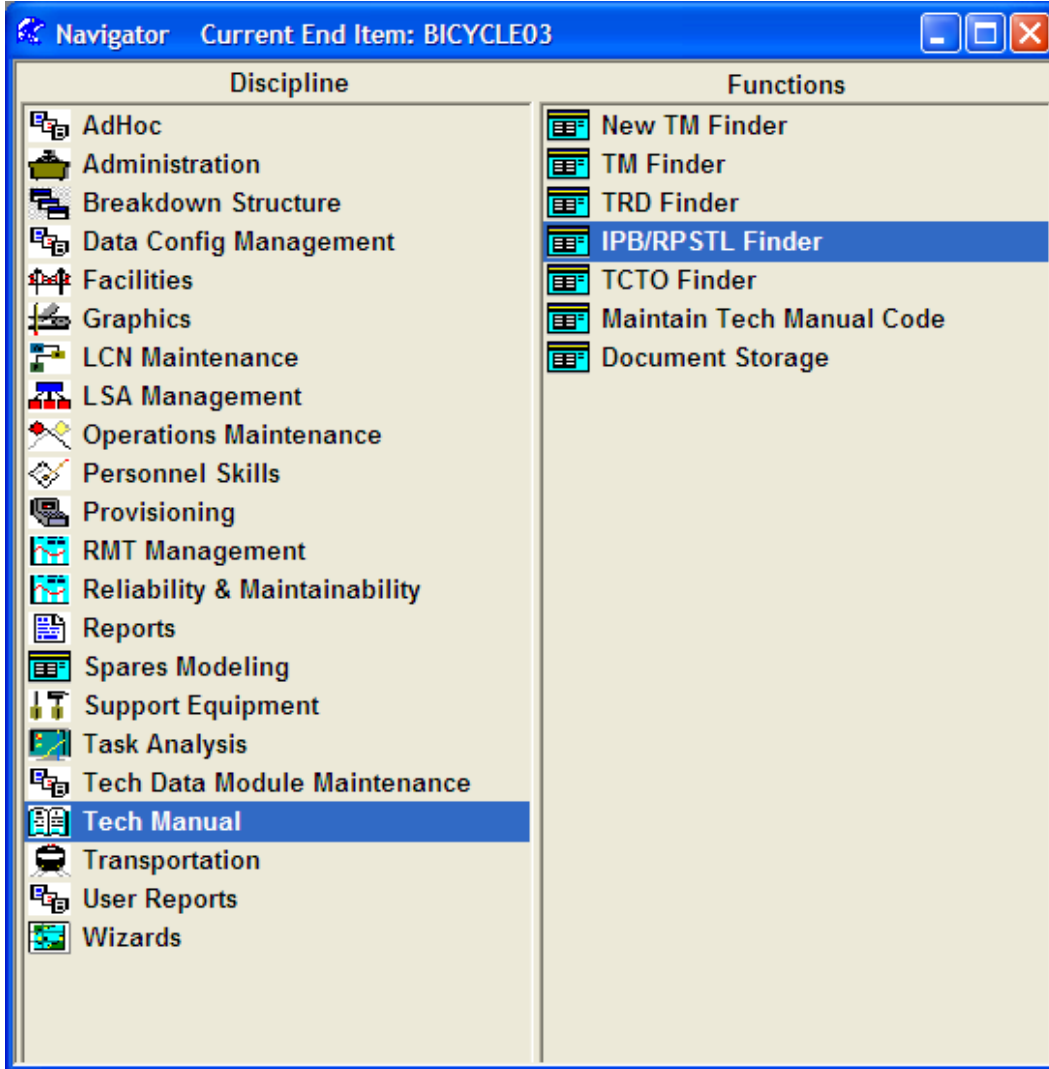 Navigator Current End Item: BICYCLE03
Discipline
Functions
AdHoc
Administration
Breakdown Structure
Data Config Management
Facilities
Graphics
LCN Maintenance
LSA Management
Operations Maintenance
Personnel Skills
Provisioning
RMT Management
Reliability & Maintainability
Reports
Spares Modeling
Support Equipment
Task Analysis
Tech Data Module Maintenance
Tech Manual
Transportation
User Reports
Wizards
New TM Finder
TM Finder
TRD Finder
IPB/RPSTL Finder
TCTO Finder
Maintain Tech Manual Code
Document Storage